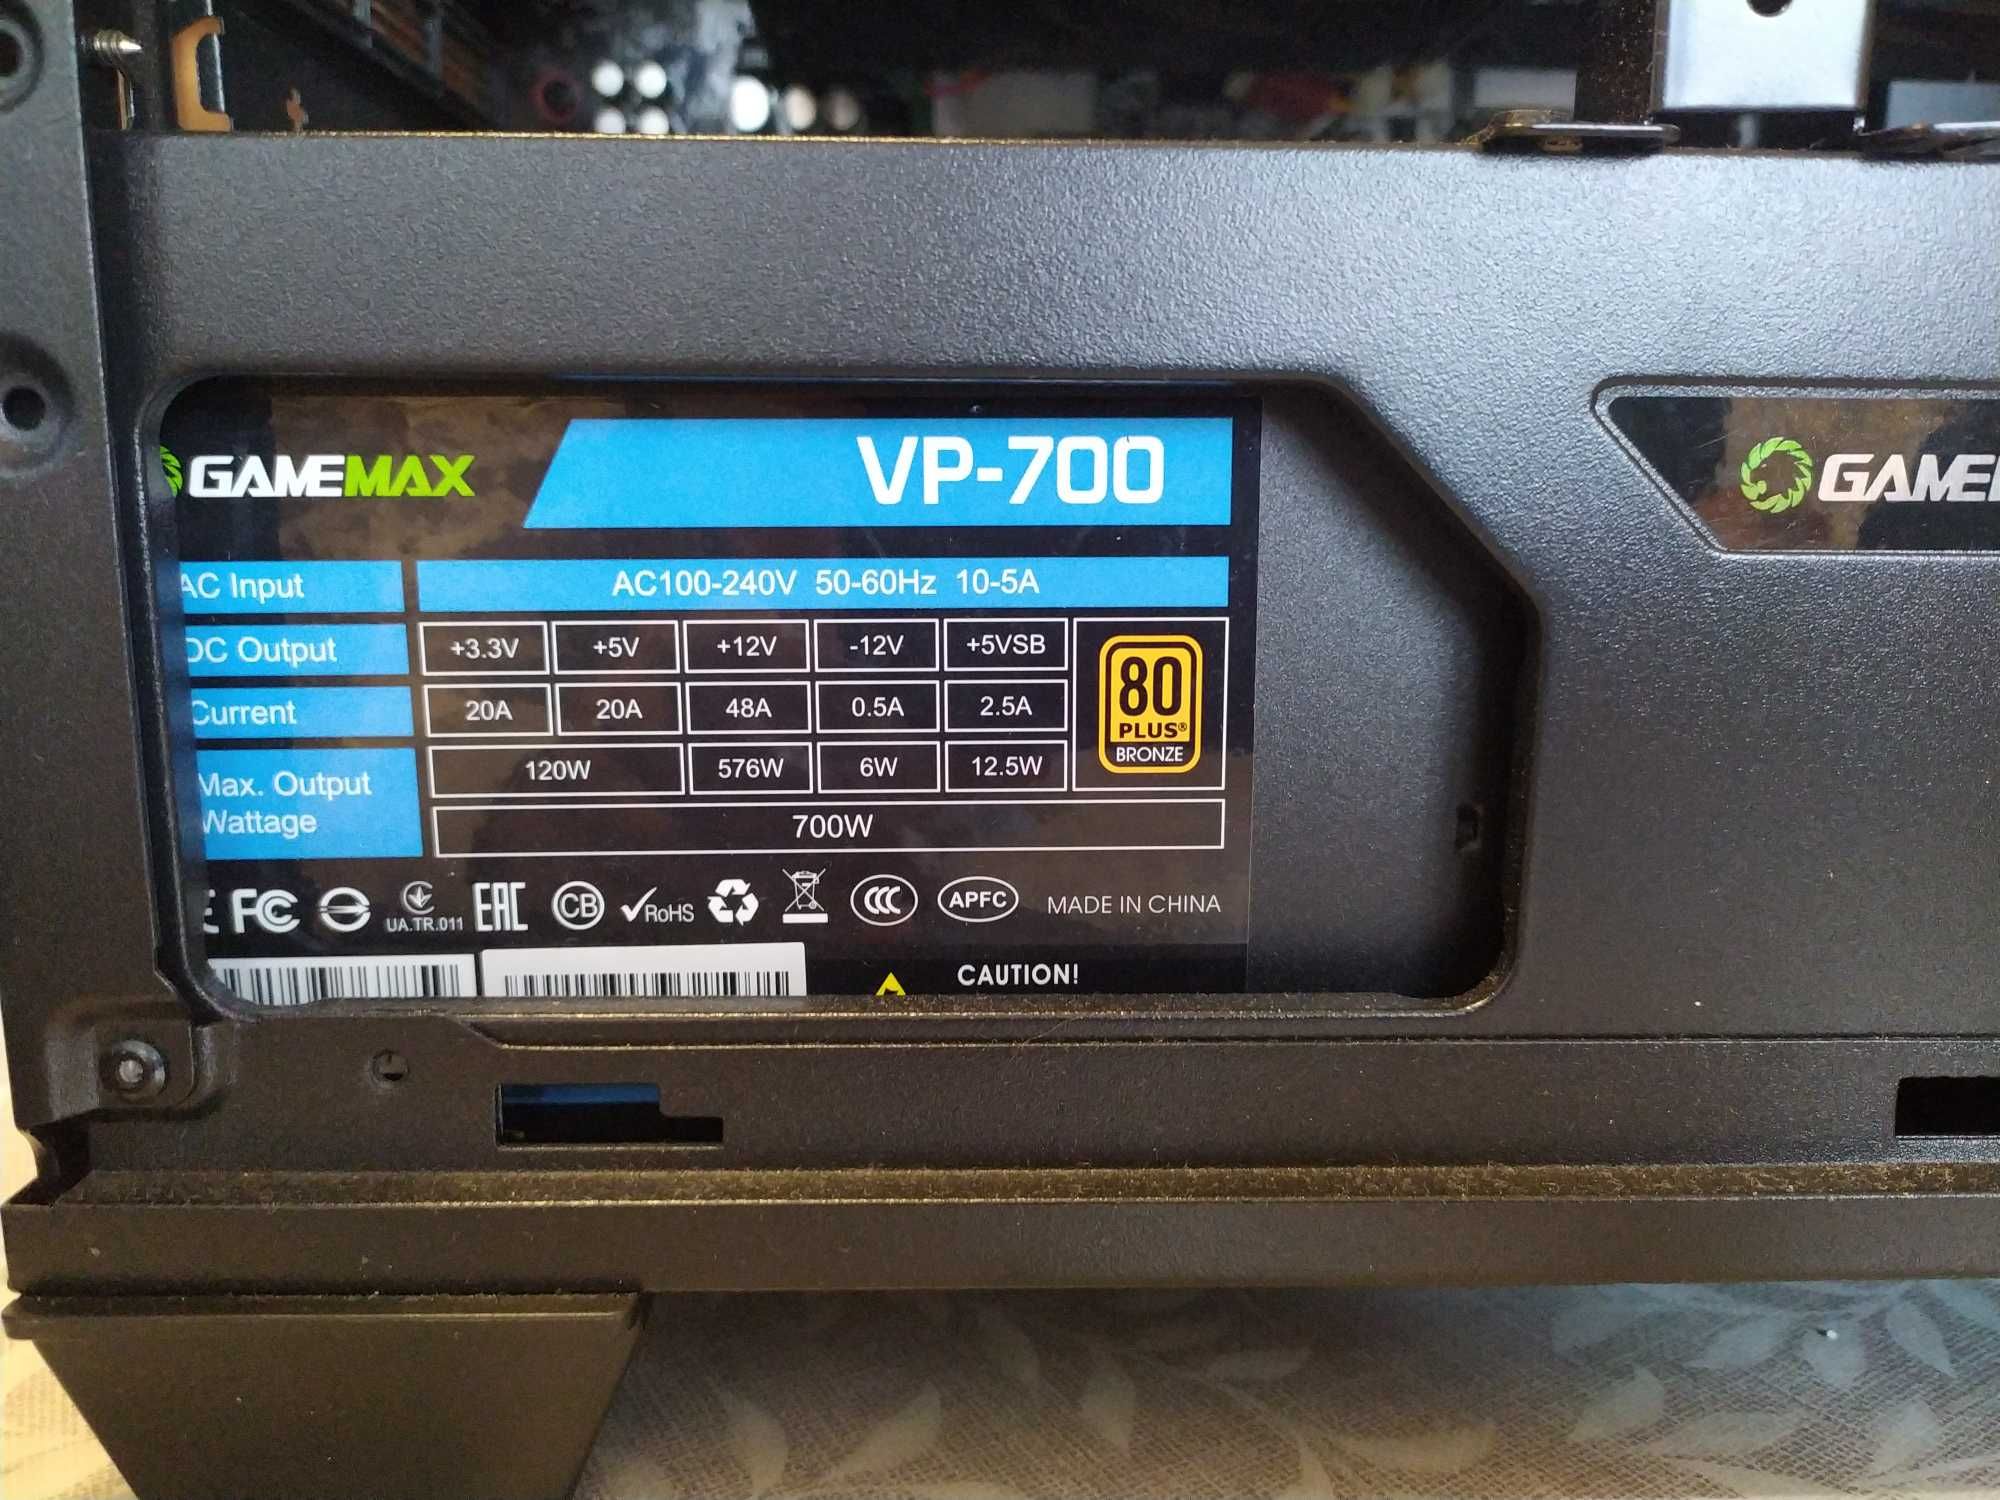 GAMEMAX
VP-700
AC Input AC100-240V 50-60Hz 10-5A
DC Output +3.3V +5V +12V -12V +5VSB
Current 20A 20A 48A 0.5A 2.5A
Max. Output Wattage 120W 576W 6W 12.5W
700W
80
PLUS®
BRONZE
FC UA.TR.011 EAC CB RoHS CCC APFC MADE IN CHINA
CAUTION!
GAME